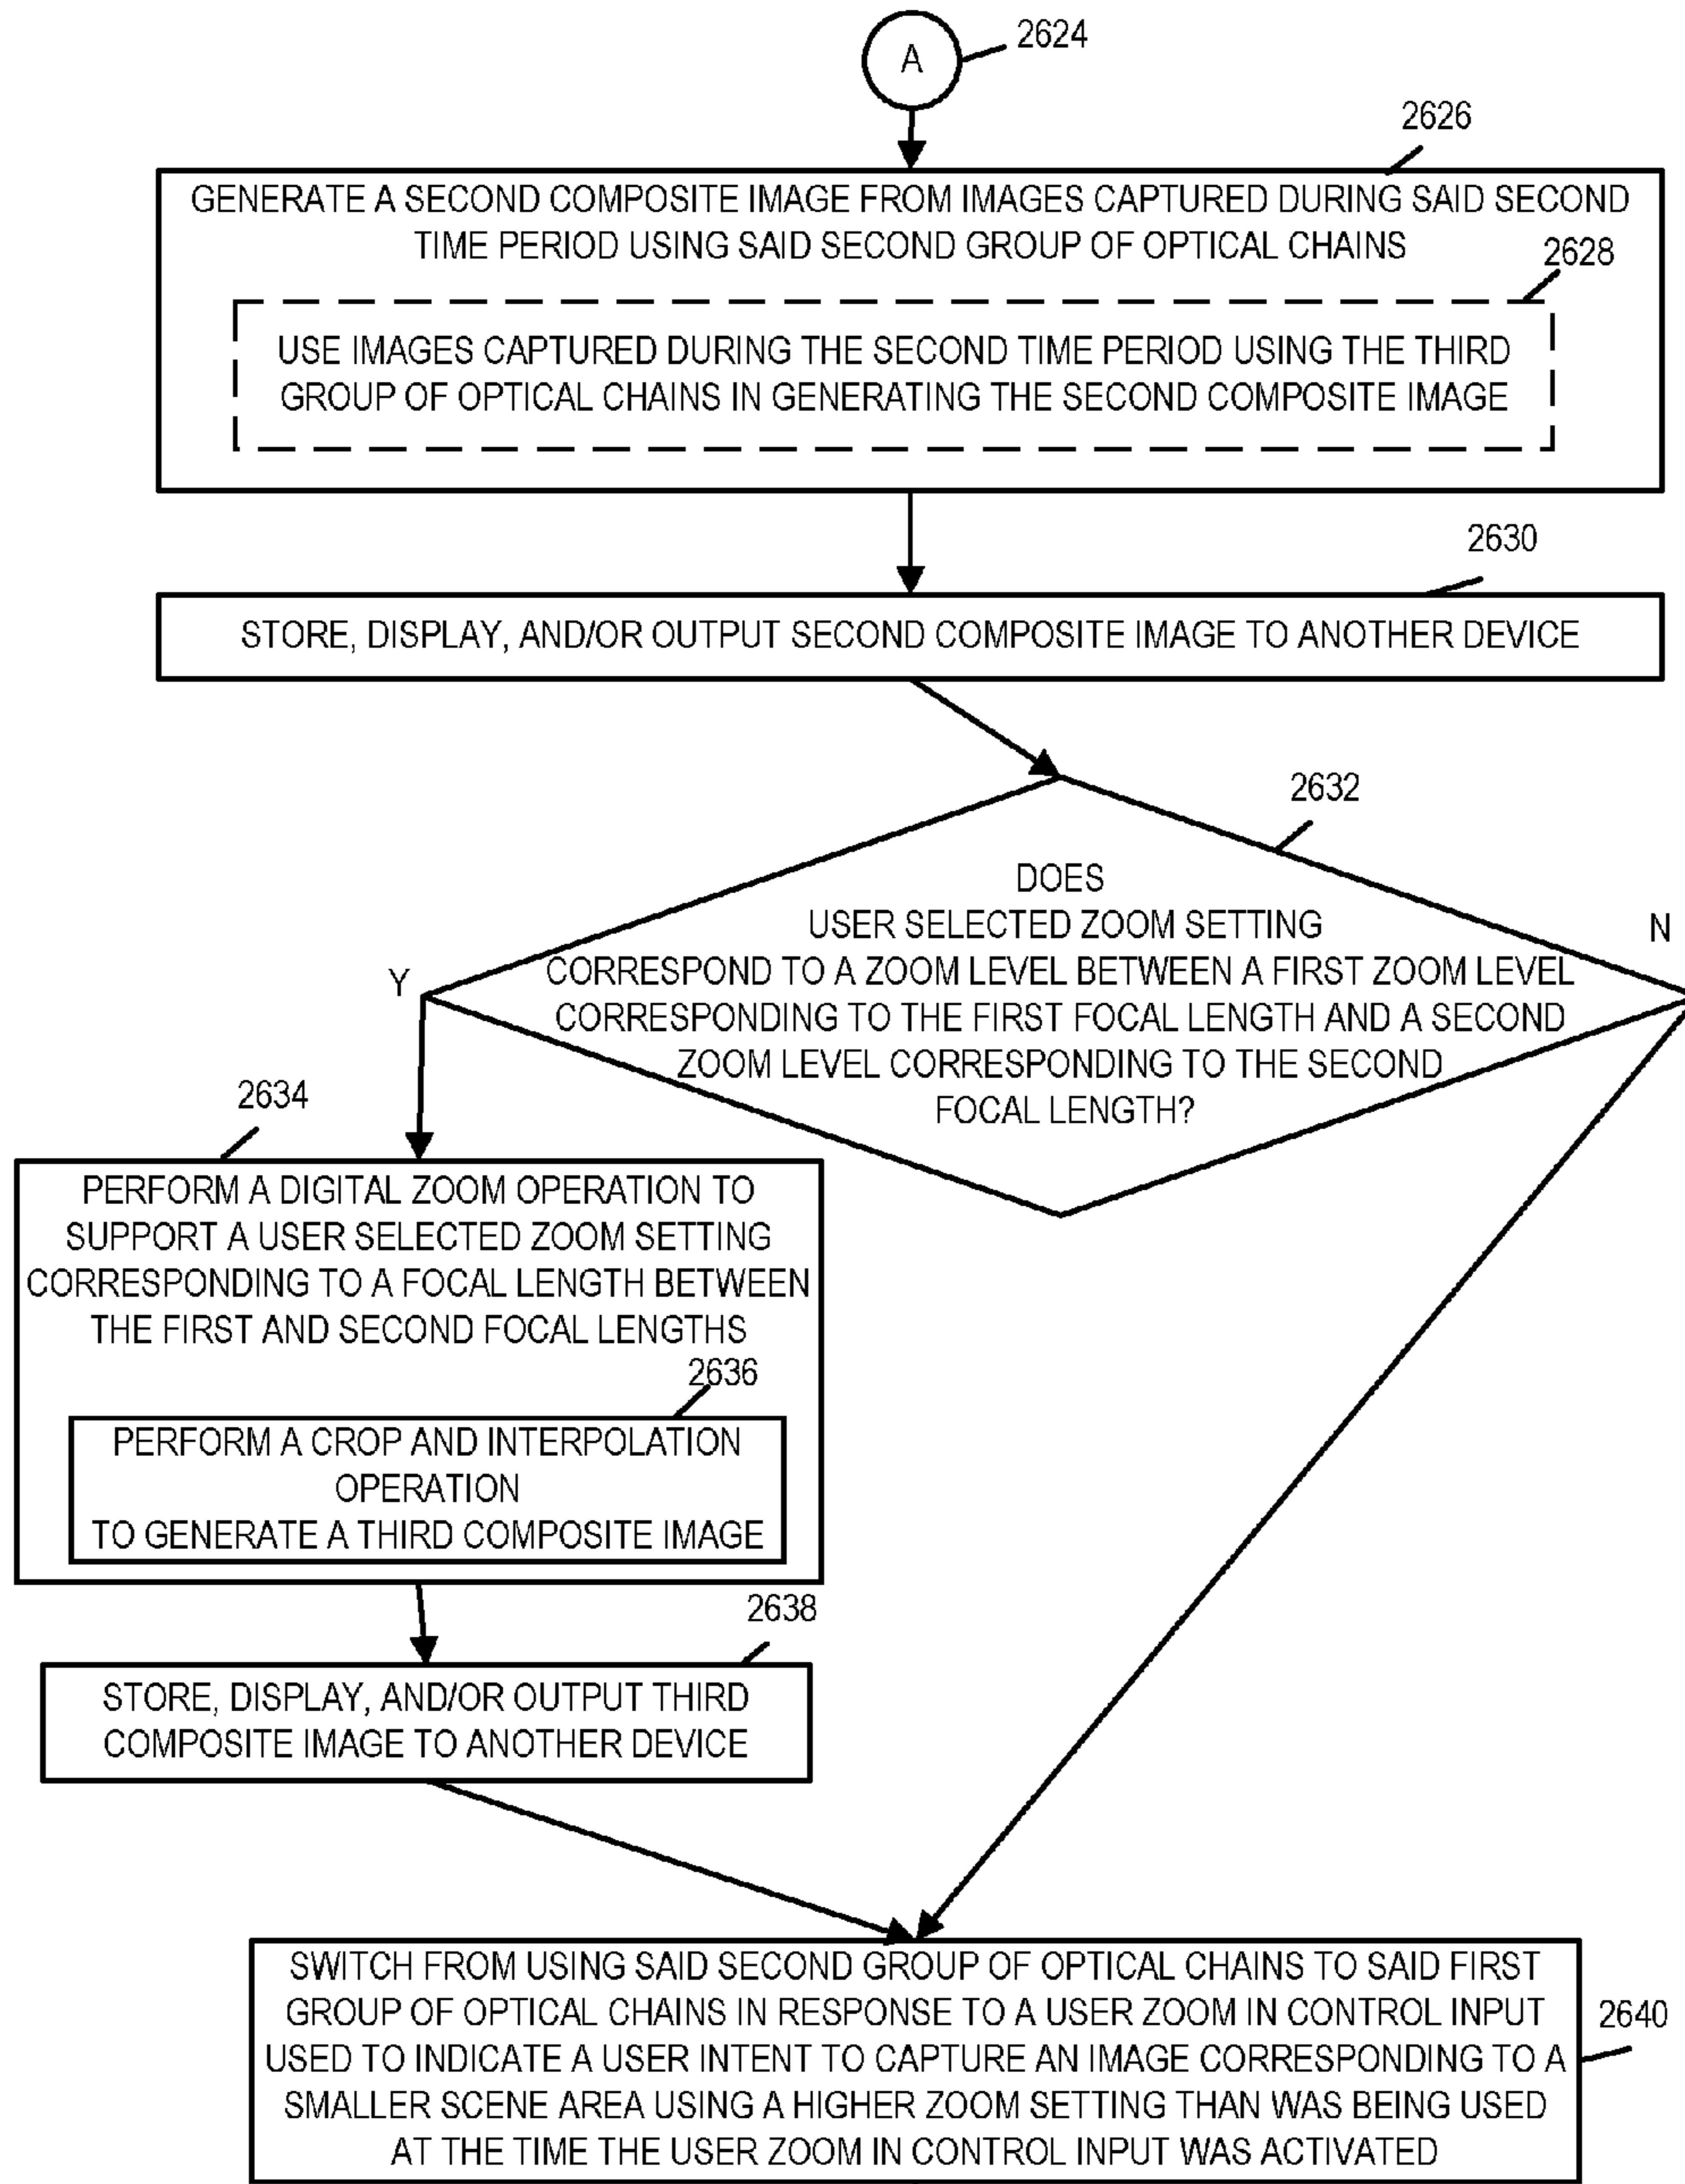 A
2624
2626
GENERATE A SECOND COMPOSITE IMAGE FROM IMAGES CAPTURED DURING SAID SECOND
TIME PERIOD USING SAID SECOND GROUP OF OPTICAL CHAINS
2628
USE IMAGES CAPTURED DURING THE SECOND TIME PERIOD USING THE THIRD
GROUP OF OPTICAL CHAINS IN GENERATING THE SECOND COMPOSITE IMAGE
2630
STORE, DISPLAY, AND/OR OUTPUT SECOND COMPOSITE IMAGE TO ANOTHER DEVICE
2632
DOES
USER SELECTED ZOOM SETTING
CORRESPOND TO A ZOOM LEVEL BETWEEN A FIRST ZOOM LEVEL
CORRESPONDING TO THE FIRST FOCAL LENGTH AND A SECOND
ZOOM LEVEL CORRESPONDING TO THE SECOND
FOCAL LENGTH?
N
Y
2634
PERFORM A DIGITAL ZOOM OPERATION TO
SUPPORT A USER SELECTED ZOOM SETTING
CORRESPONDING TO A FOCAL LENGTH BETWEEN
THE FIRST AND SECOND FOCAL LENGTHS
2636
PERFORM A CROP AND INTERPOLATION
OPERATION
TO GENERATE A THIRD COMPOSITE IMAGE
2638
STORE, DISPLAY, AND/OR OUTPUT THIRD
COMPOSITE IMAGE TO ANOTHER DEVICE
SWITCH FROM USING SAID SECOND GROUP OF OPTICAL CHAINS TO SAID FIRST
GROUP OF OPTICAL CHAINS IN RESPONSE TO A USER ZOOM IN CONTROL INPUT
USED TO INDICATE A USER INTENT TO CAPTURE AN IMAGE CORRESPONDING TO A
SMALLER SCENE AREA USING A HIGHER ZOOM SETTING THAN WAS BEING USED
AT THE TIME THE USER ZOOM IN CONTROL INPUT WAS ACTIVATED
2640